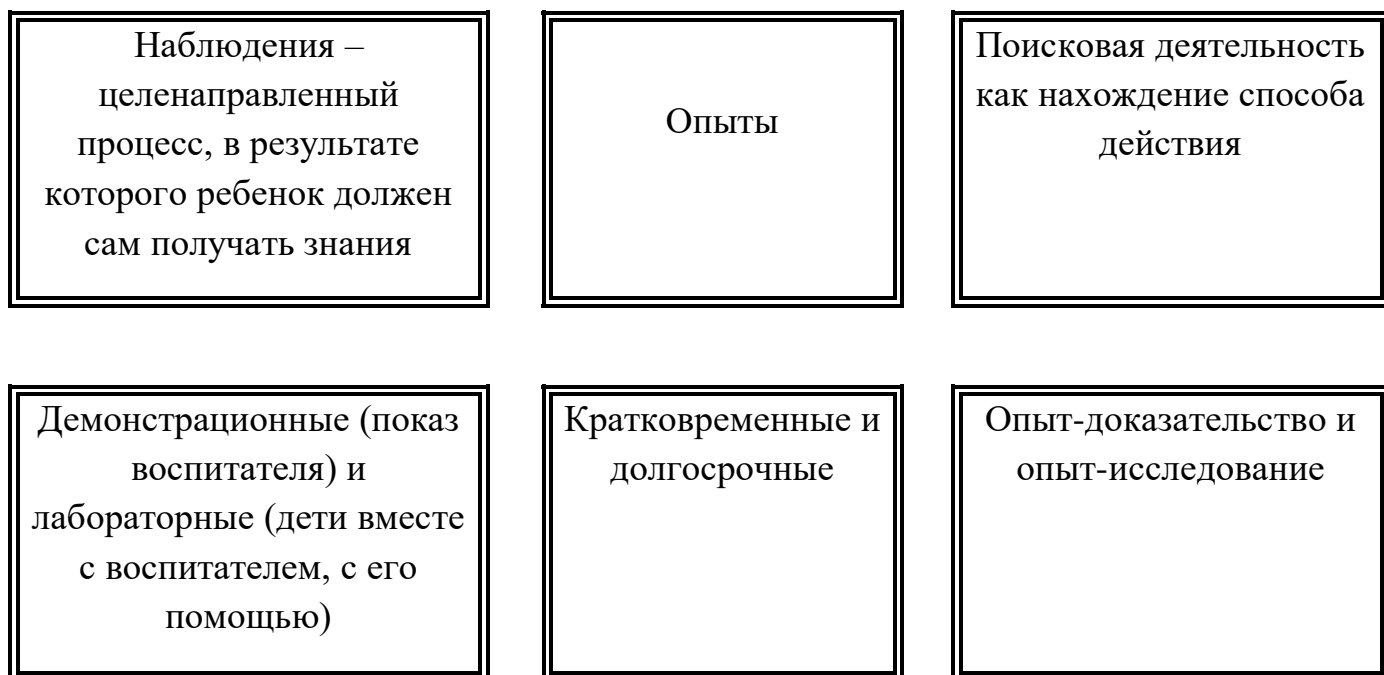 Наблюдения –
целенаправленный
процесс, в результате
которого ребенок должен
сам получать знания
Опыты
Поисковая деятельность
как нахождение способа
действия
Демонстрационные (показ
воспитателя) и
лабораторные (дети вместе
с воспитателем, с его
помощью)
Кратковременные и
долгосрочные
Опыт-доказательство и
опыт-исследование